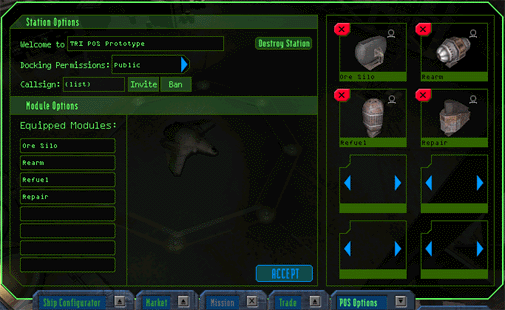 Station Options
Welcome to TRI POS Prototype
Destroy Station
Docking Permissions: Public
Callsign: (list) Invite Ban
Module Options
Equipped Modules:
Ore Silo
Rearm
Refuel
Repair
ACCEPT
Ore Silo
Rearm
Refuel
Repair
Ship Configurator
Market
Mission
Trade
POS Options